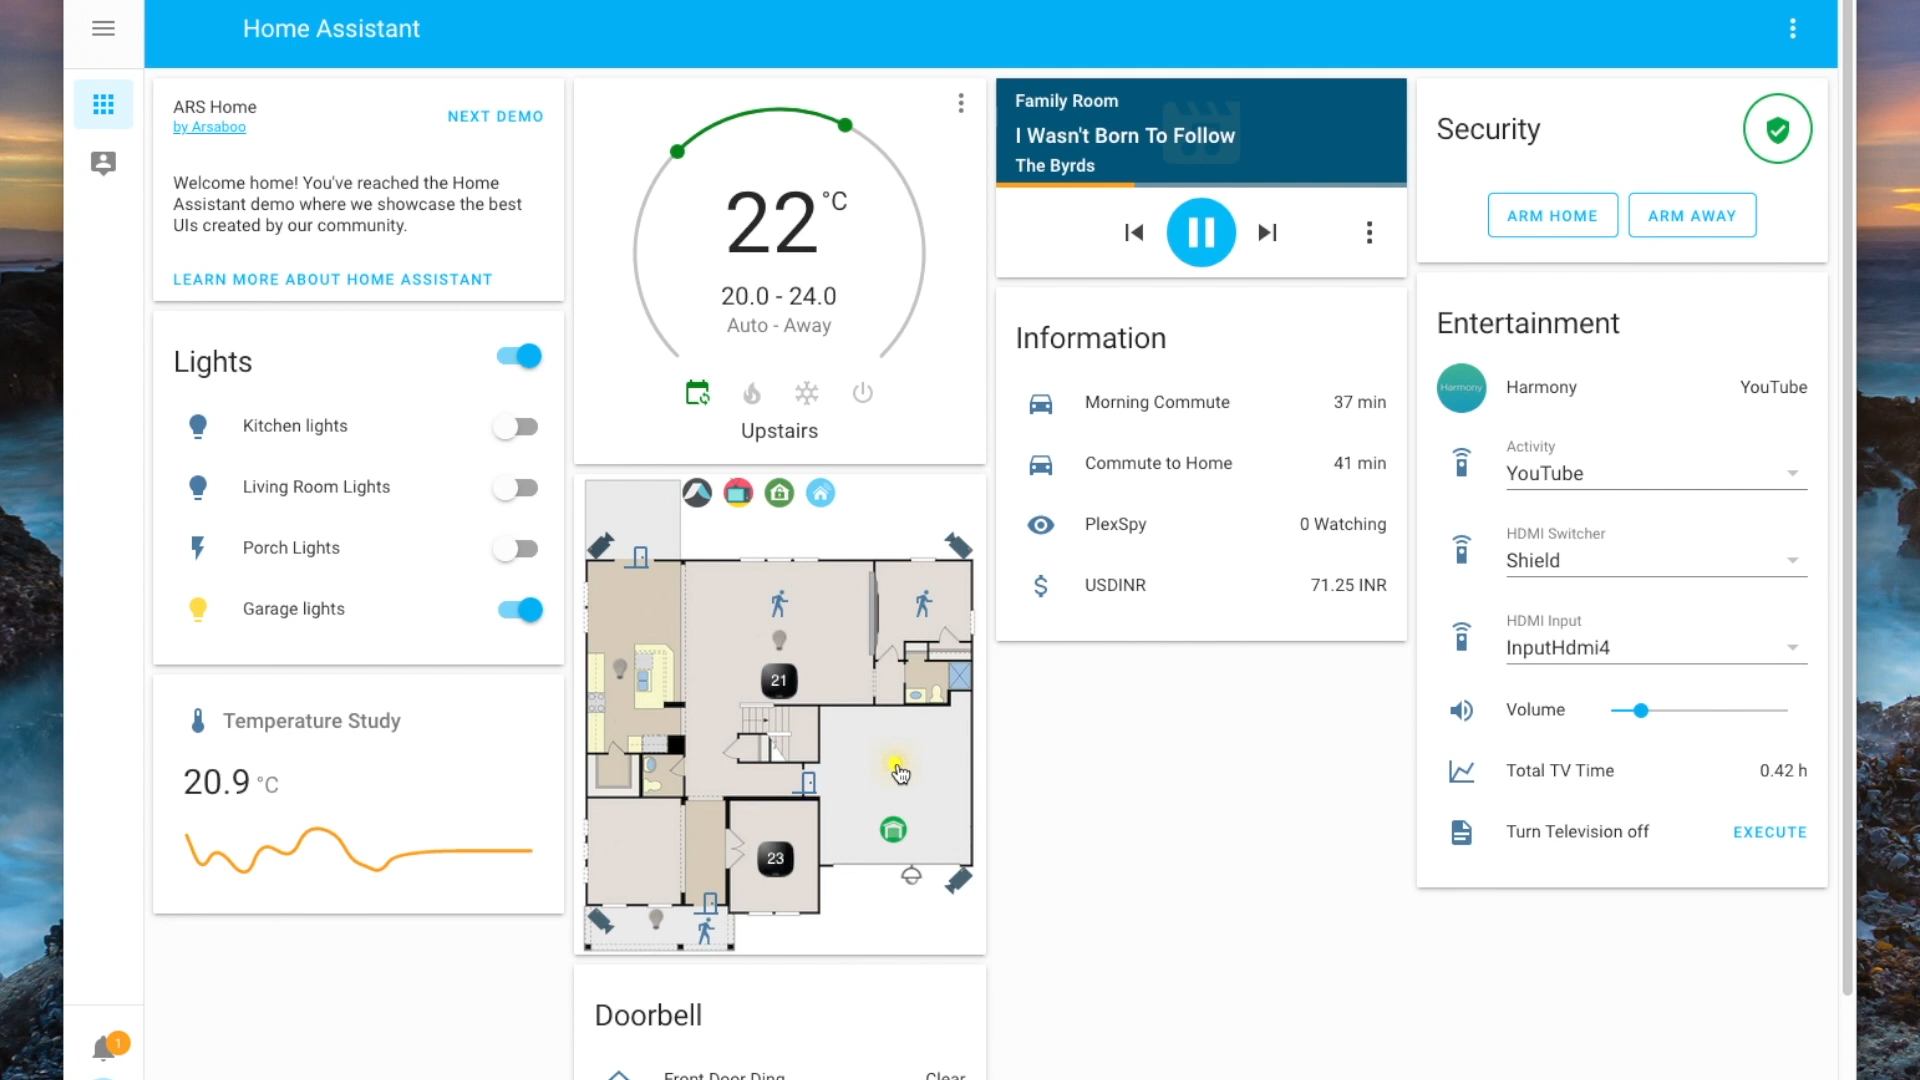 Home Assistant
ARS Home
by Arsaboo
NEXT DEMO
Welcome home! You've reached the Home
Assistant demo where we showcase the best
UIs created by our community.
LEARN MORE ABOUT HOME ASSISTANT
Lights
Kitchen lights
Living Room Lights
Porch Lights
Garage lights
Temperature Study
20.9 °C
22 °C
20.0 - 24.0
Auto - Away
Upstairs
21
23
Doorbell
Front Door Ding
Clear
Family Room
I Wasn't Born To Follow
The Byrds
Information
Morning Commute 37 min
Commute to Home 41 min
PlexSpy 0 Watching
USDINR 71.25 INR
Security
ARM HOME
ARM AWAY
Entertainment
Harmony
Harmony YouTube
Activity
YouTube
HDMI Switcher
Shield
HDMI Input
InputHdmi4
Volume
Total TV Time 0.42 h
Turn Television off EXECUTE
1